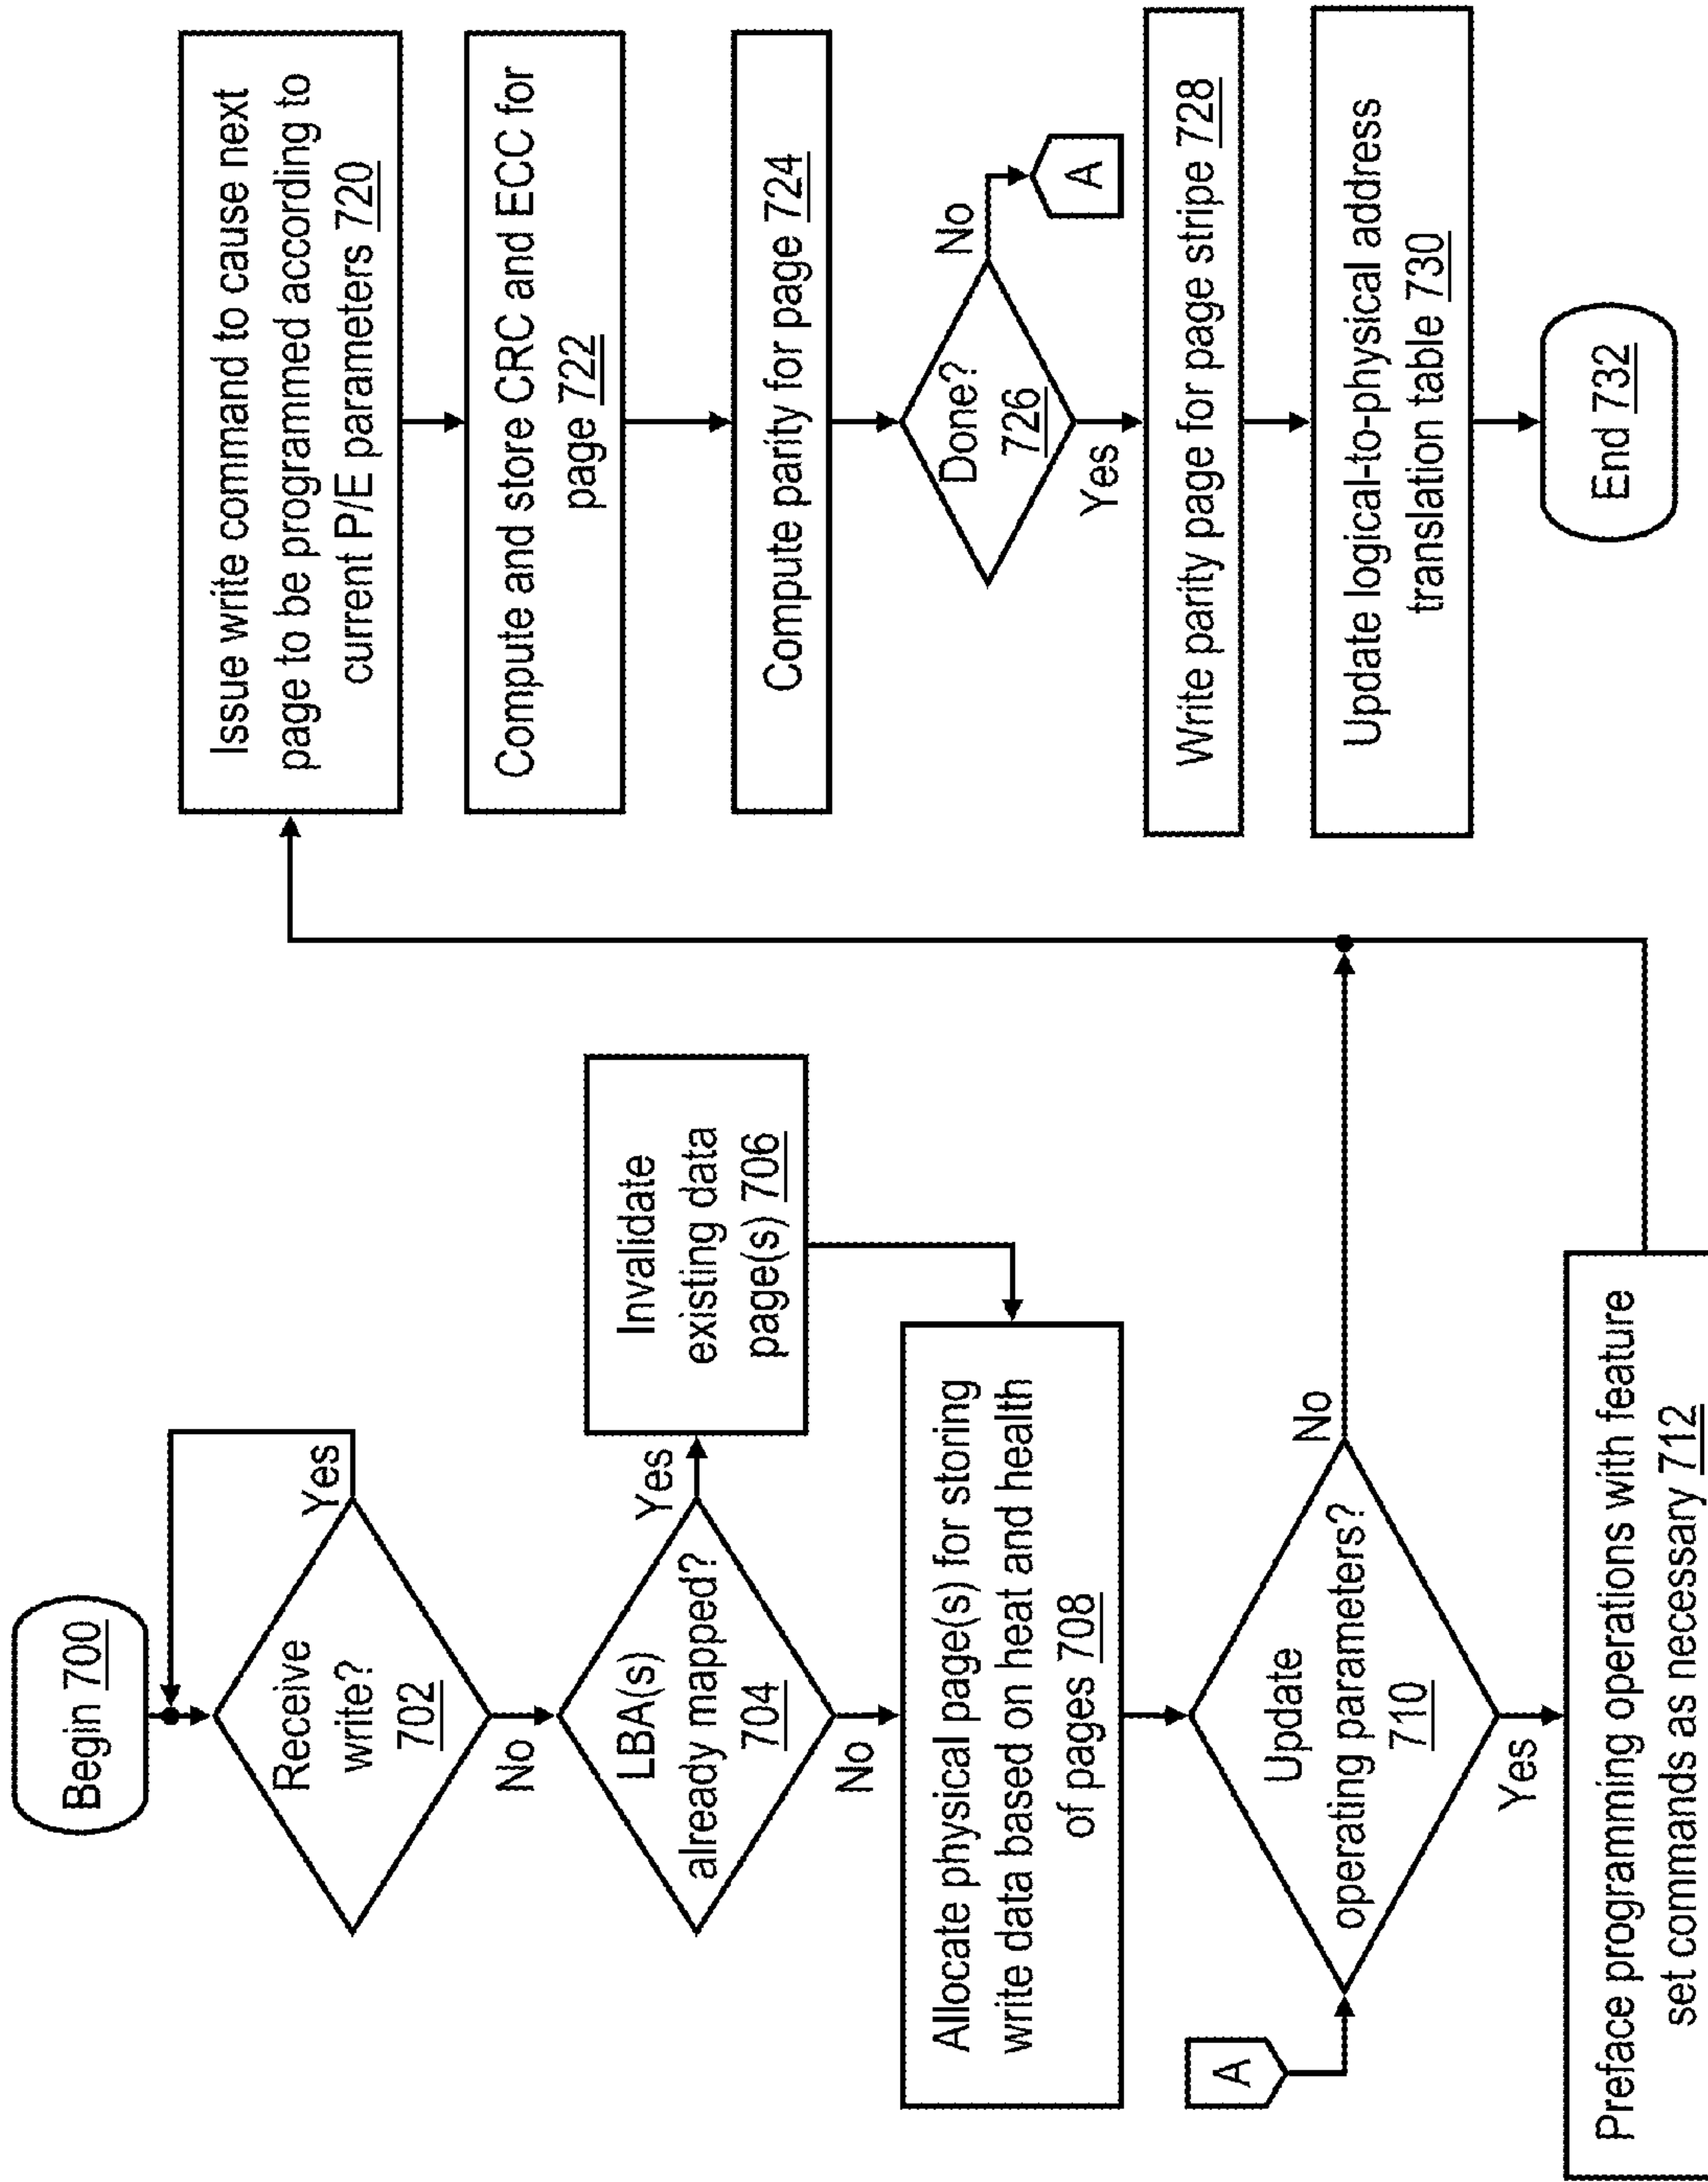 Begin 700
Receive
write?
702
Yes
No
LBA(s)
already mapped?
704
Yes
No
Invalidate
existing data
page(s) 706
Allocate physical page(s) for storing
write data based on heat and health
of pages 708
A
Update
operating parameters?
710
No
Yes
Preface programming operations with feature
set commands as necessary 712
Issue write command to cause next
page to be programmed according to
current P/E parameters 720
Compute and store CRC and ECC for
page 722
Compute parity for page 724
Done?
726
No
A
Yes
Write parity page for page stripe 728
Update logical-to-physical address
translation table 730
End 732